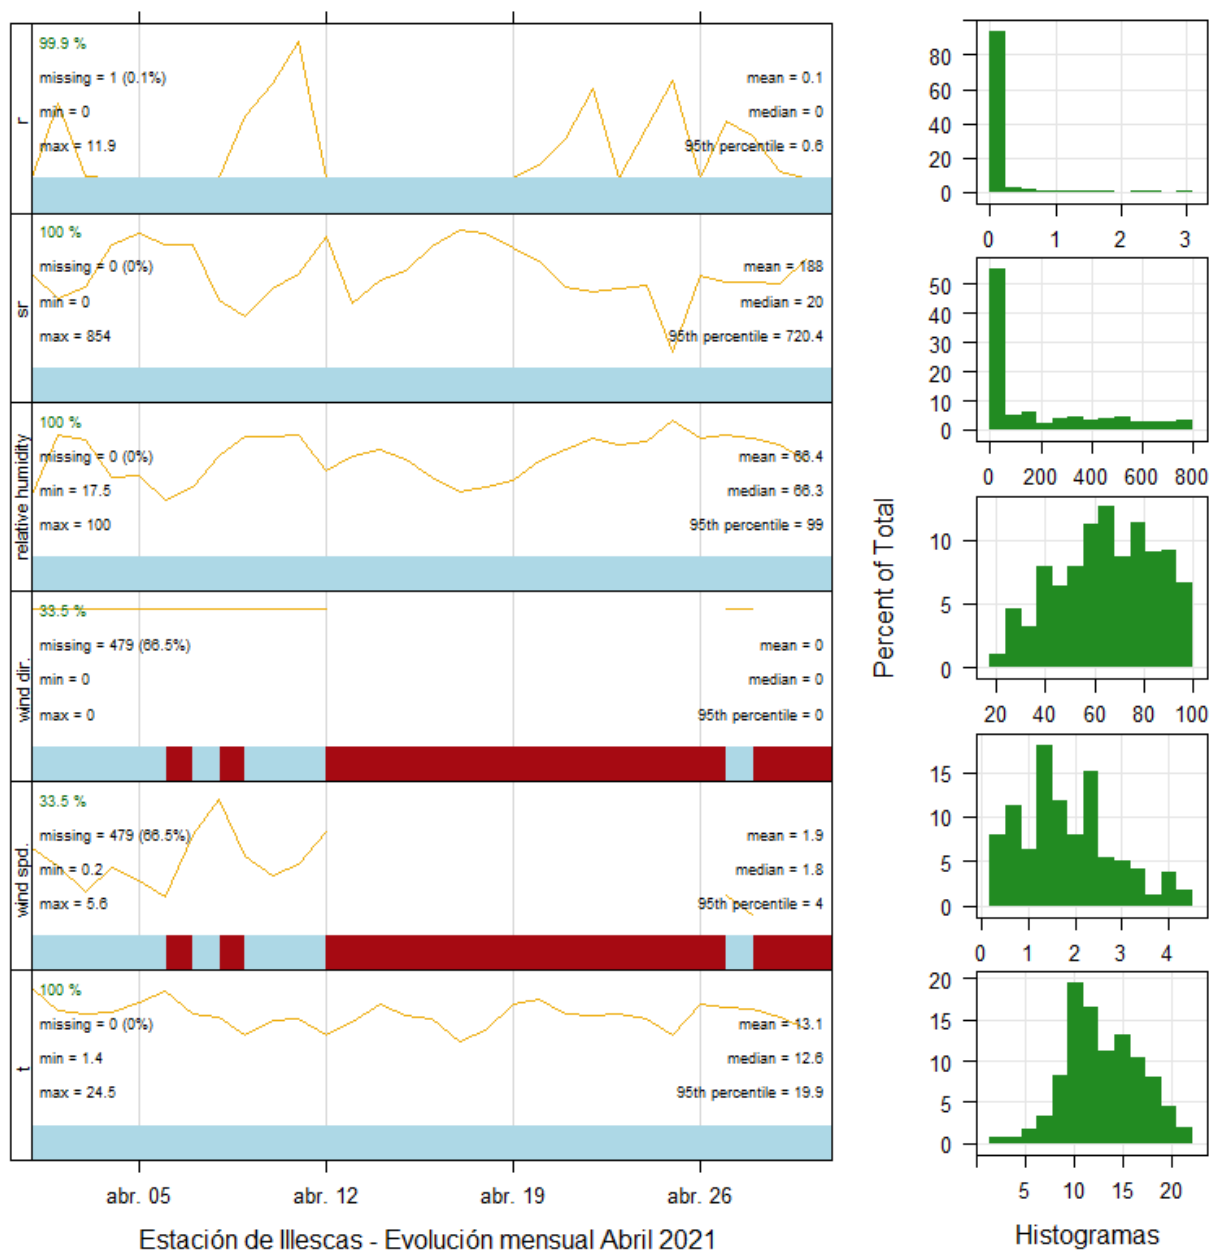 r
99.9 %
missing = 1 (0.1%)
min = 0
max = 11.9
mean = 0.1
median = 0
95th percentile = 0.6
sr
100 %
missing = 0 (0%)
min = 0
max = 854
mean = 188
median = 20
95th percentile = 720.4
relative humidity
100 %
missing = 0 (0%)
min = 17.5
max = 100
mean = 66.4
median = 66.3
95th percentile = 99
wind dir.
33.5 %
missing = 479 (66.5%)
min = 0
max = 0
mean = 0
median = 0
95th percentile = 0
wind spd.
33.5 %
missing = 479 (66.5%)
min = 0.2
max = 5.6
mean = 1.9
median = 1.8
95th percentile = 4
t
100 %
missing = 0 (0%)
min = 1.4
max = 24.5
mean = 13.1
median = 12.6
95th percentile = 19.9
abr. 05 abr. 12 abr. 19 abr. 26
Estación de Illescas - Evolución mensual Abril 2021
Percent of Total
80
60
40
20
0
0 1 2 3
50
40
30
20
10
0
0 200 400 600 800
10
5
0
20 40 60 80 100
15
10
5
0
0 1 2 3 4
20
15
10
5
0
5 10 15 20
Histogramas